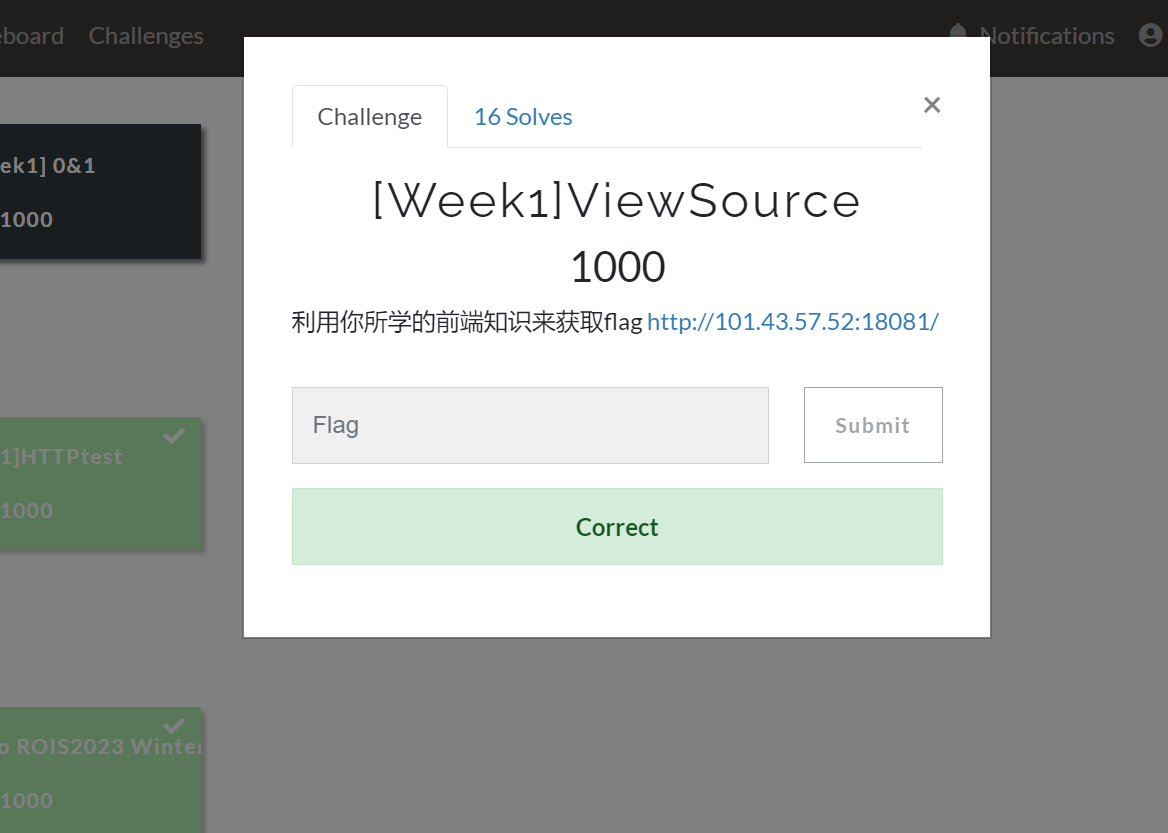 eboard Challenges Notifications
Challenge 16 Solves ×
[Week1]ViewSource
1000
利用你所学的前端知识来获取flag http://101.43.57.52:18081/
Flag Submit
Correct
ek1] 0&1
1000
1]HTTPtest
1000
o ROIS2023 Winter
1000